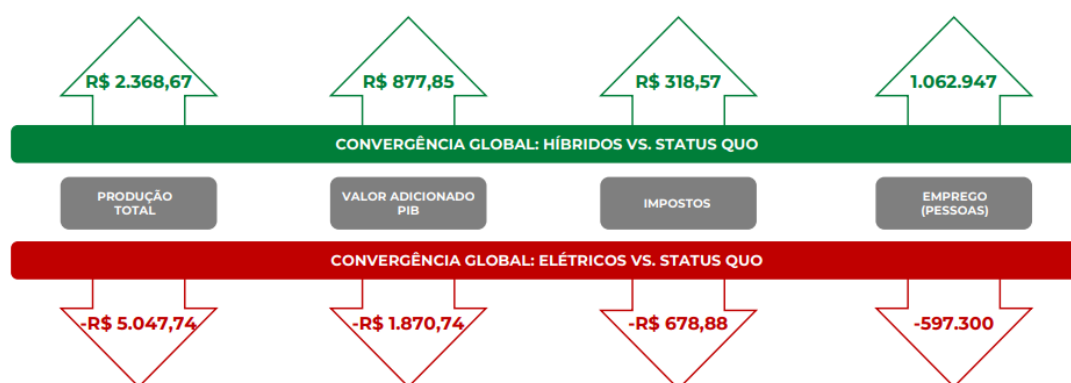 R$ 2.368,67
R$ 877,85
R$ 318,57
1.062.947
CONVERGÊNCIA GLOBAL: HÍBRIDOS VS. STATUS QUO
PRODUÇÃO
TOTAL
VALOR ADICIONADO
PIB
IMPOSTOS
EMPREGO
(PESSOAS)
CONVERGÊNCIA GLOBAL: ELÉTRICOS VS. STATUS QUO
-R$ 5.047,74
-R$ 1.870,74
-R$ 678,88
-597.300